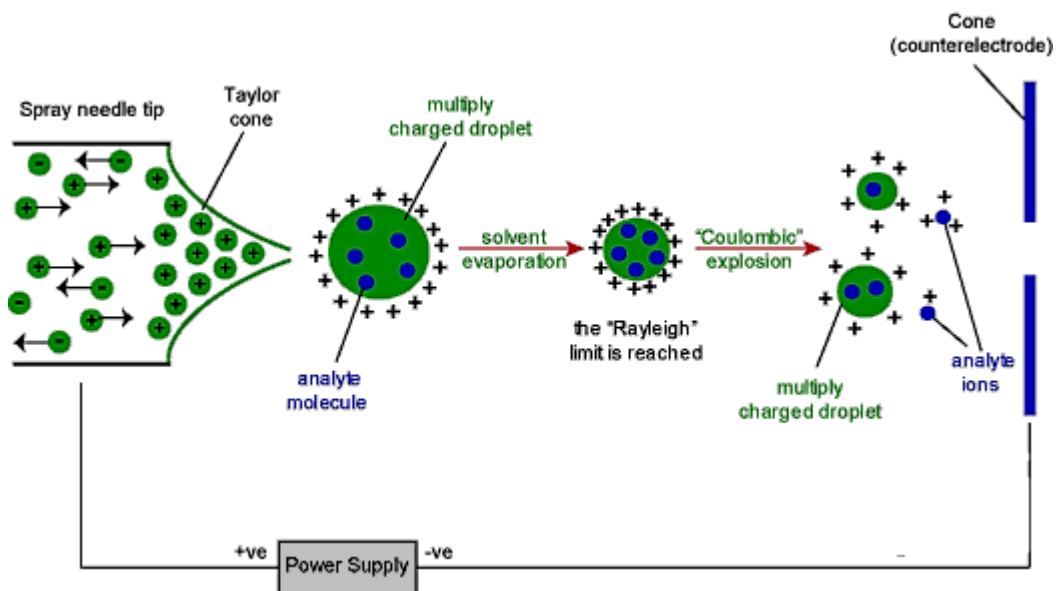 Cone
(counterelectrode)
Spray needle tip
Taylor
cone
multiply
charged droplet
solvent
evaporation
"Coulombic"
explosion
the "Rayleigh"
limit is reached
analyte
molecule
multiply
charged droplet
analyte
ions
+ve
Power Supply
-ve